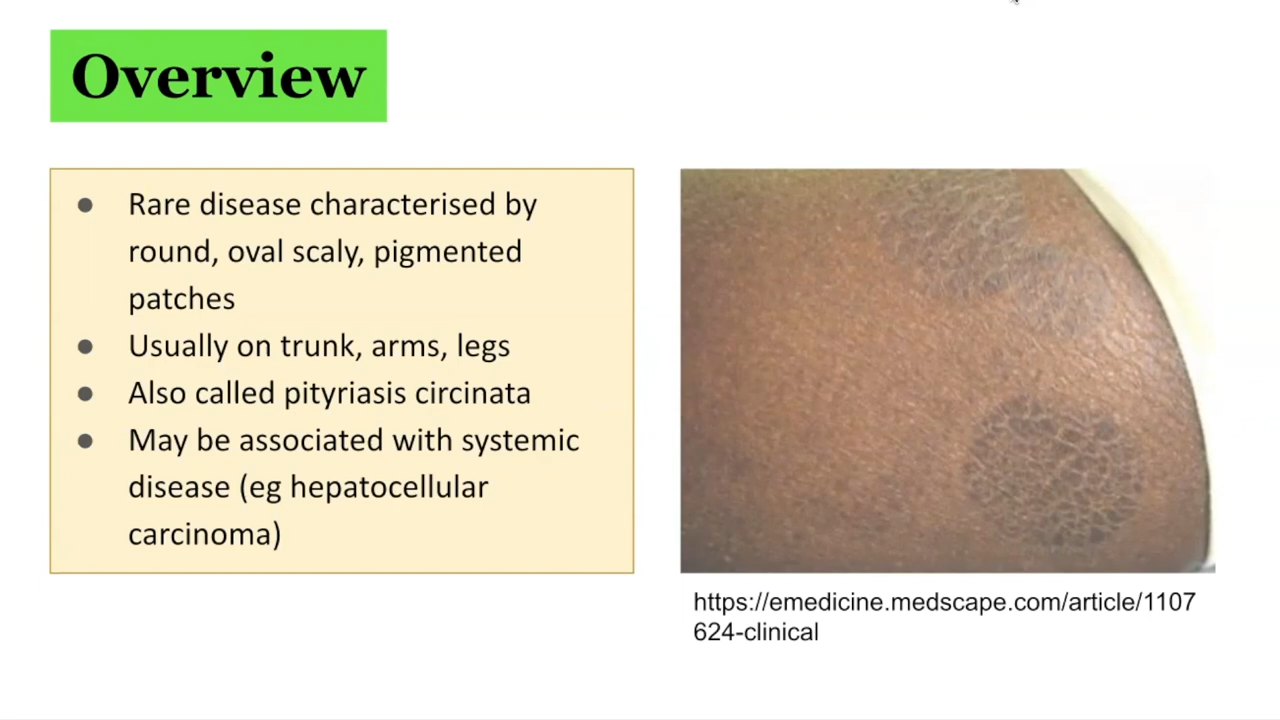 Overview
● Rare disease characterised by
round, oval scaly, pigmented
patches
● Usually on trunk, arms, legs
● Also called pityriasis circinata
● May be associated with systemic
disease (eg hepatocellular
carcinoma)
https://emedicine.medscape.com/article/1107
624-clinical